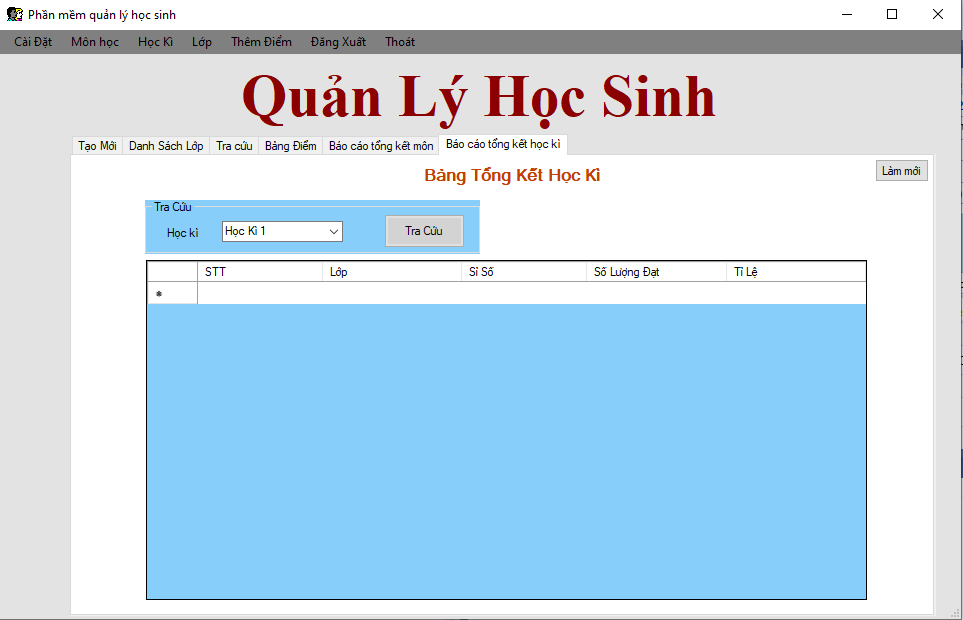 Phần mềm quản lý học sinh
Cài Đặt Môn học Học Kì Lớp Thêm Điểm Đăng Xuất Thoát
Quản Lý Học Sinh
Tạo Mới Danh Sách Lớp Tra cứu Bảng Điểm Báo cáo tổng kết môn Báo cáo tổng kết học kì
Bảng Tổng Kết Học Kì
Làm mới
Tra Cứu
Học kì Học Kì 1 Tra Cứu
STT Lớp Sỉ Số Số Lượng Đạt Tỉ Lệ